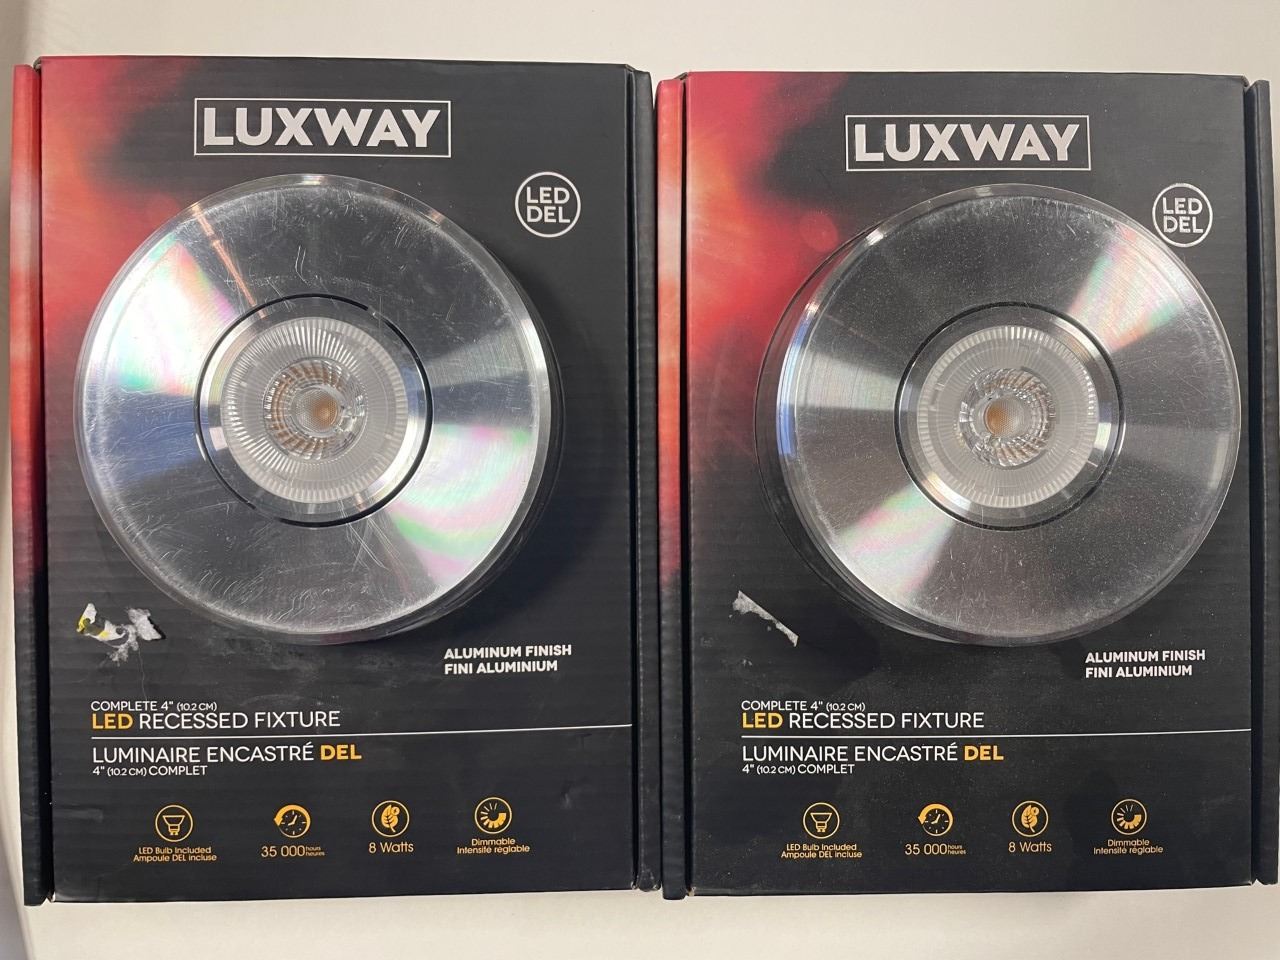 LUXWAY
LED
DEL
ALUMINUM FINISH
FINI ALUMINIUM
COMPLETE 4" (10.2 CM)
LED RECESSED FIXTURE
LUMINAIRE ENCASTRÉ DEL
4" (10.2 CM) COMPLET
LED Bulb Included
Ampoule DEL incluse
35 000 hours
heures
8 Watts
Dimmable
Intensité réglable
LUXWAY
LED
DEL
ALUMINUM FINISH
FINI ALUMINIUM
COMPLETE 4" (10.2 CM)
LED RECESSED FIXTURE
LUMINAIRE ENCASTRÉ DEL
4" (10.2 CM) COMPLET
LED Bulb Included
Ampoule DEL incluse
35 000 hours
heures
8 Watts
Dimmable
Intensité réglable